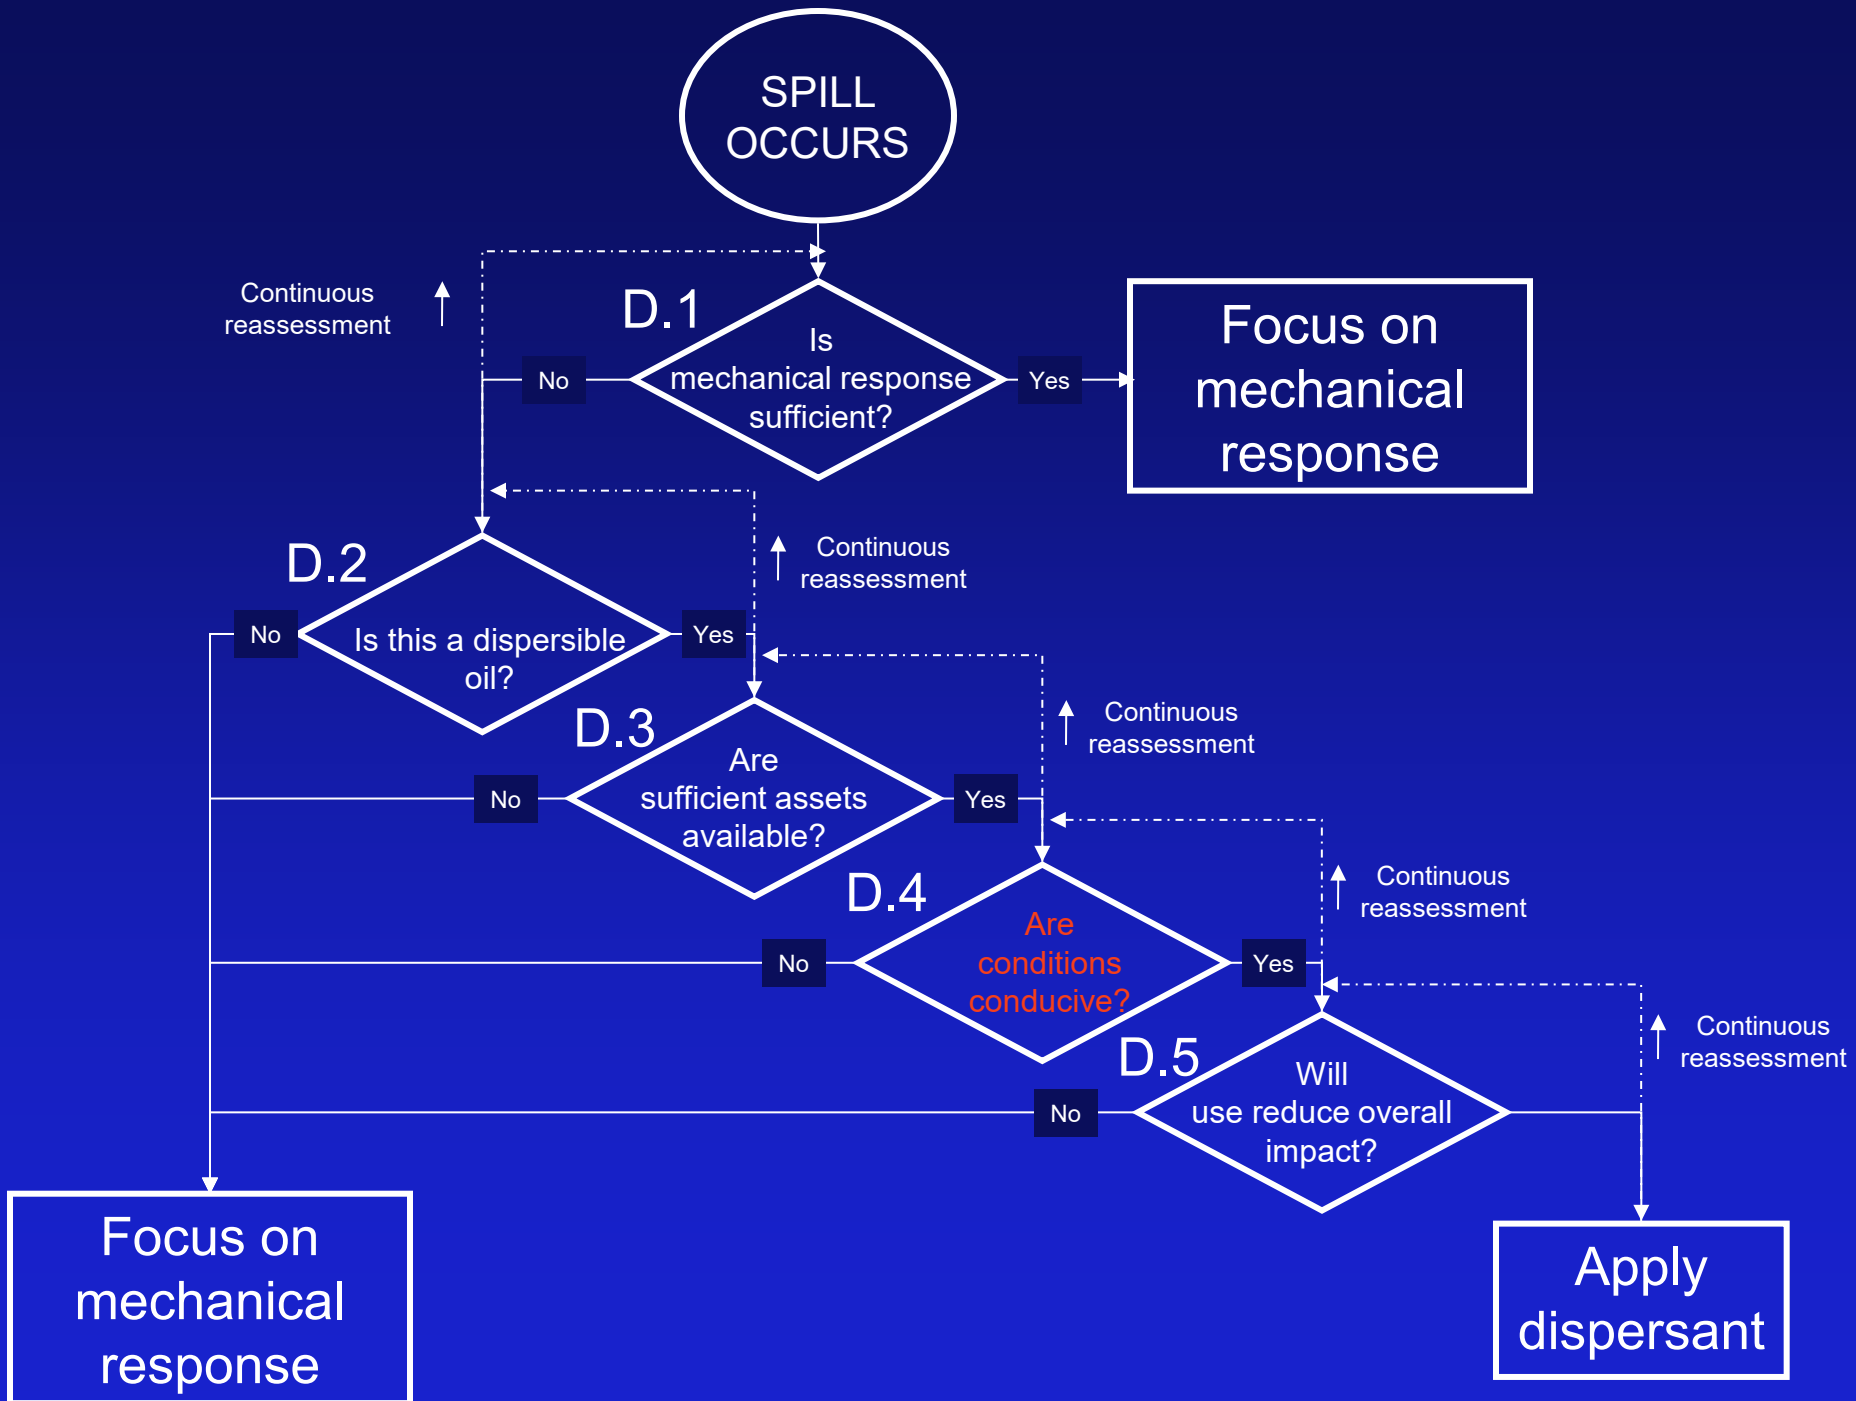 SPILL
OCCURS
Continuous
reassessment
D.1
Is
mechanical response
sufficient?
No
Yes
Focus on
mechanical
response
D.2
Is this a dispersible
oil?
No
Yes
Continuous
reassessment
D.3
Are
sufficient assets
available?
No
Yes
Continuous
reassessment
D.4
Are
conditions
conducive?
No
Yes
Continuous
reassessment
D.5
Will
use reduce overall
impact?
No
Continuous
reassessment
Focus on
mechanical
response
Apply
dispersant